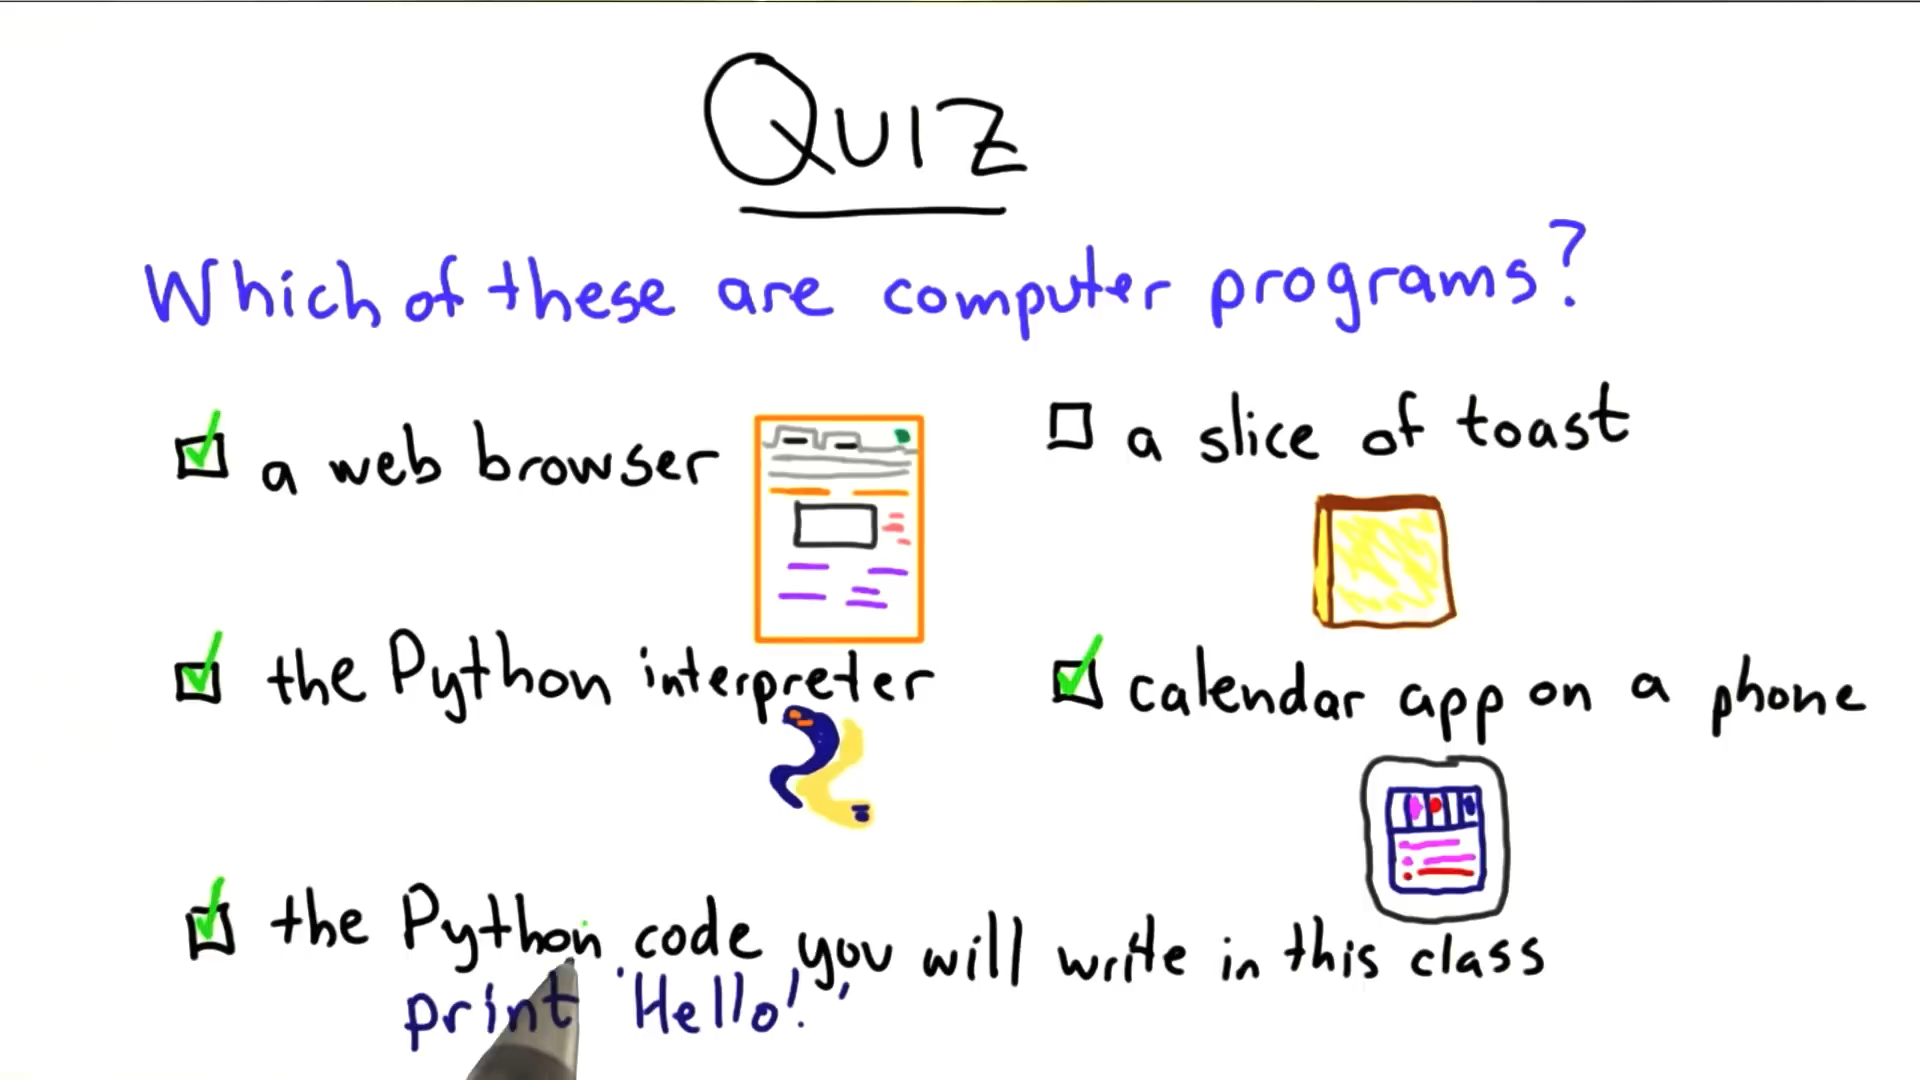 QUIZ
Which of these are computer programs?
a web browser
a slice of toast
the Python interpreter
calendar app on a phone
the Python code you will write in this class
print 'Hello!'